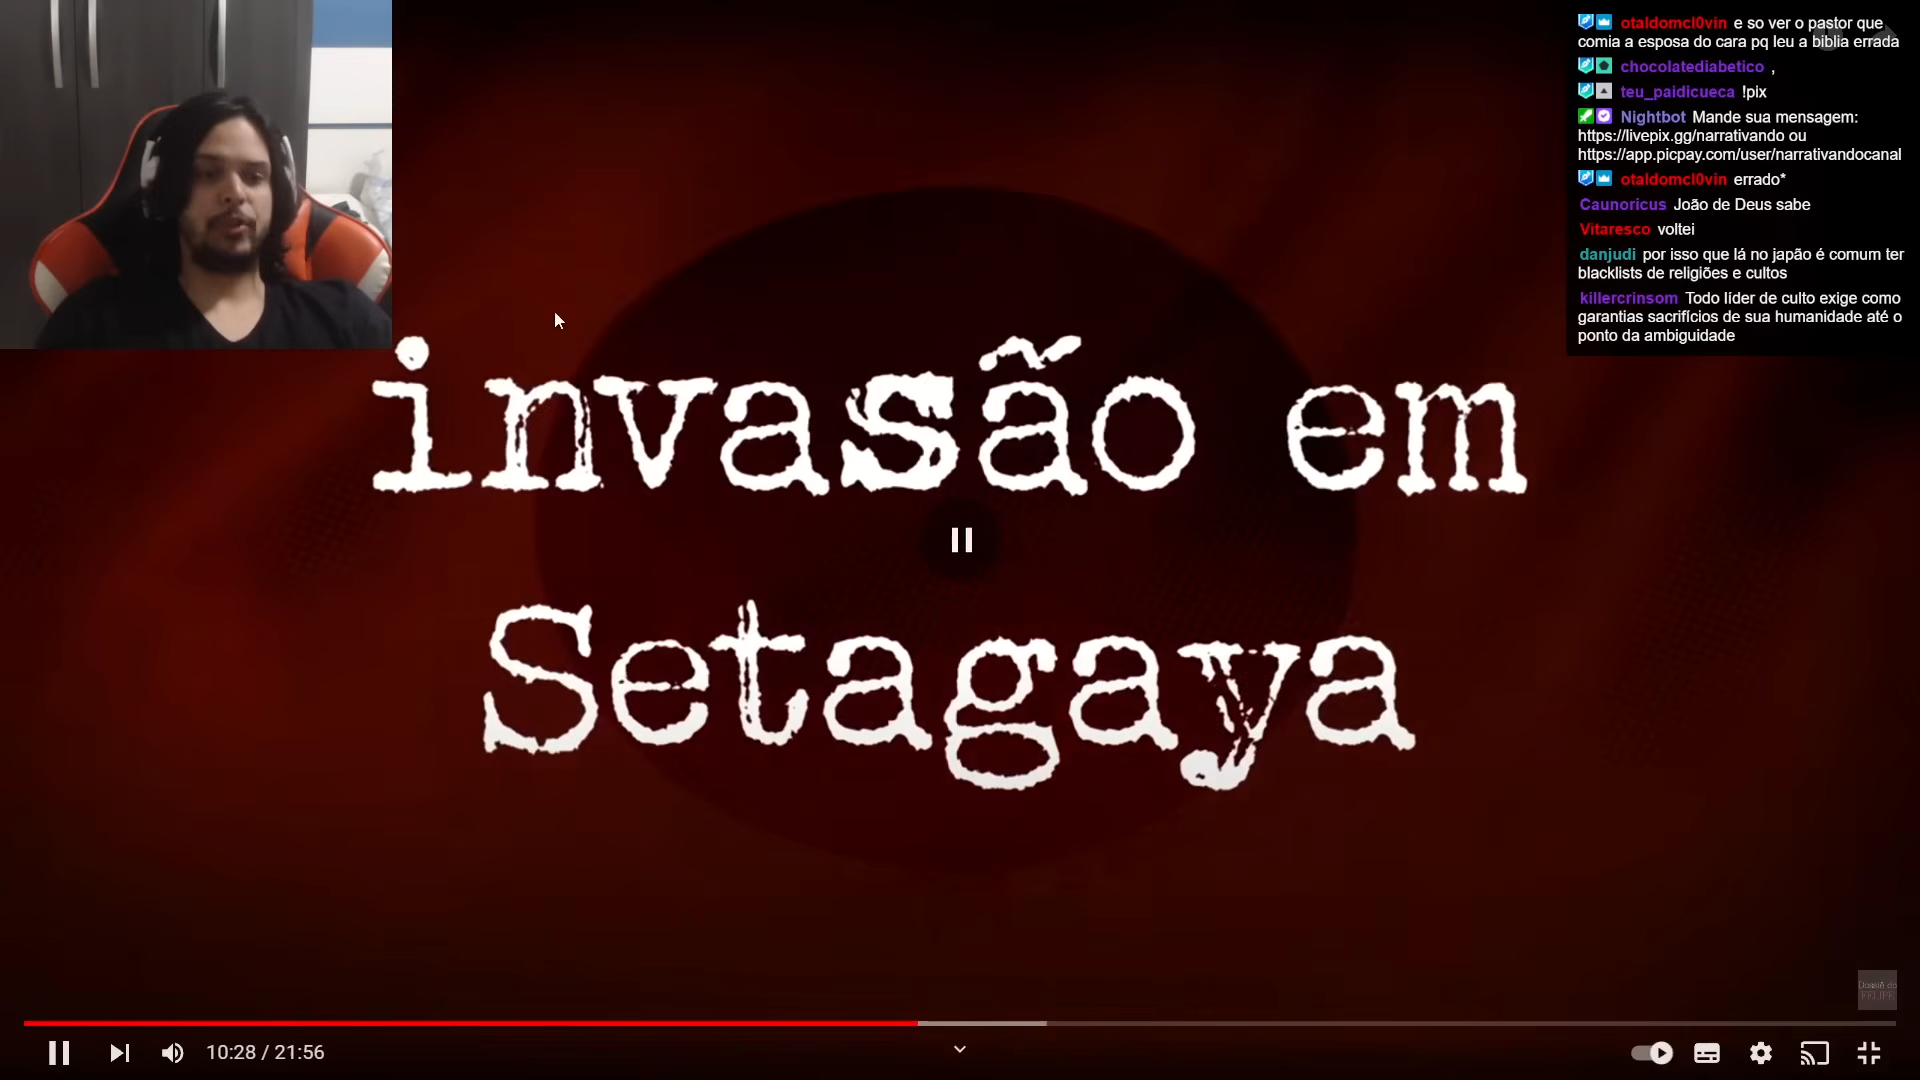 otaldomcl0vin e so ver o pastor que
comia a esposa do cara pq leu a biblia errada
chocolatediabetico ,
teu_paidicueca !pix
Nightbot Mande sua mensagem:
https://livepix.gg/narrativando ou
https://app.picpay.com/user/narrativandocanal
otaldomcl0vin errado*
Caunoricus João de Deus sabe
Vitaresco voltei
danjudi por isso que lá no japão é comum ter
blacklists de religiões e cultos
killercrinsom Todo líder de culto exige como
garantias sacrifícios de sua humanidade até o
ponto da ambiguidade
invasão em
Setagaya
Dossiê do
FELIPE
10:28 / 21:56